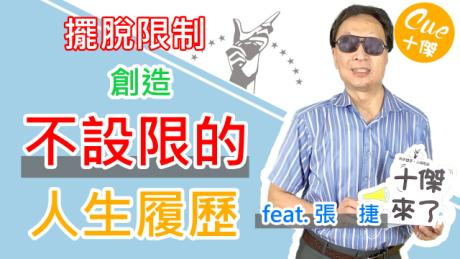 擺脫限制
創造
不設限的
人生履歷
feat. 張 捷
Cue
十傑
十傑
來了